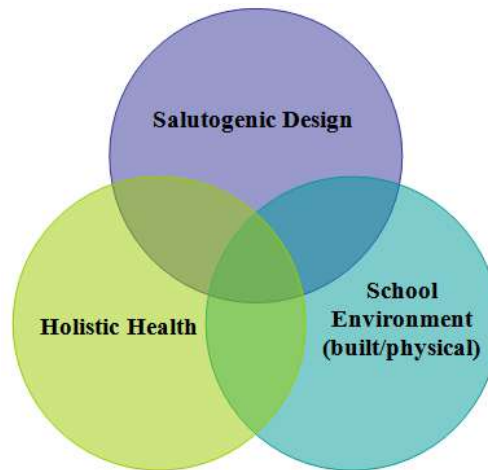 Salutogenic Design
Holistic Health
School
Environment
(built/physical)